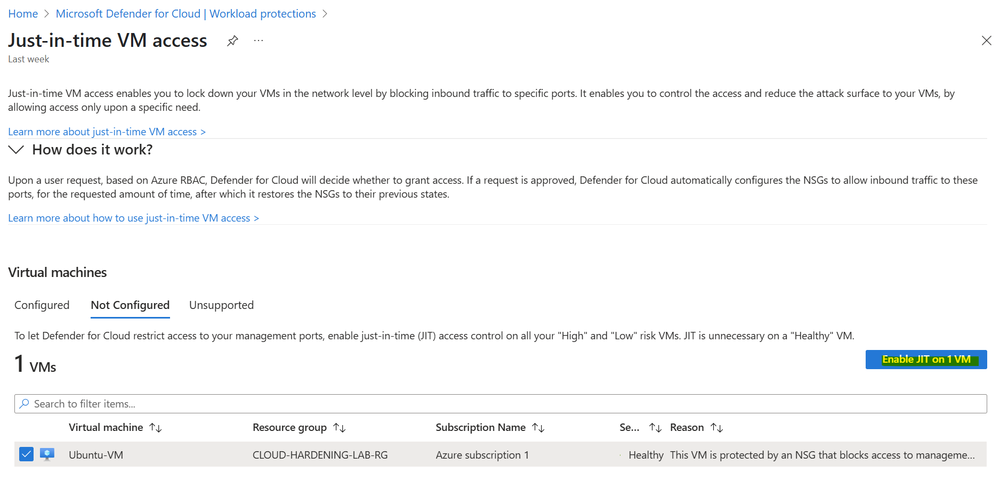 Home > Microsoft Defender for Cloud | Workload protections >
Just-in-time VM access ...
Last week
Just-in-time VM access enables you to lock down your VMs in the network level by blocking inbound traffic to specific ports. It enables you to control the access and reduce the attack surface to your VMs, by
allowing access only upon a specific need.
Learn more about just-in-time VM access >
How does it work?
Upon a user request, based on Azure RBAC, Defender for Cloud will decide whether to grant access. If a request is approved, Defender for Cloud automatically configures the NSGs to allow inbound traffic to these
ports, for the requested amount of time, after which it restores the NSGs to their previous states.
Learn more about how to use just-in-time VM access >
Virtual machines
Configured Not Configured Unsupported
To let Defender for Cloud restrict access to your management ports, enable just-in-time (JIT) access control on all your "High" and "Low" risk VMs. JIT is unnecessary on a "Healthy" VM.
1 VMs
Enable JIT on 1 VM
Search to filter items...
Virtual machine ↑↓ Resource group ↑↓ Subscription Name ↑↓ Se... ↑↓ Reason ↑↓
Ubuntu-VM CLOUD-HARDENING-LAB-RG Azure subscription 1 Healthy This VM is protected by an NSG that blocks access to manageme...